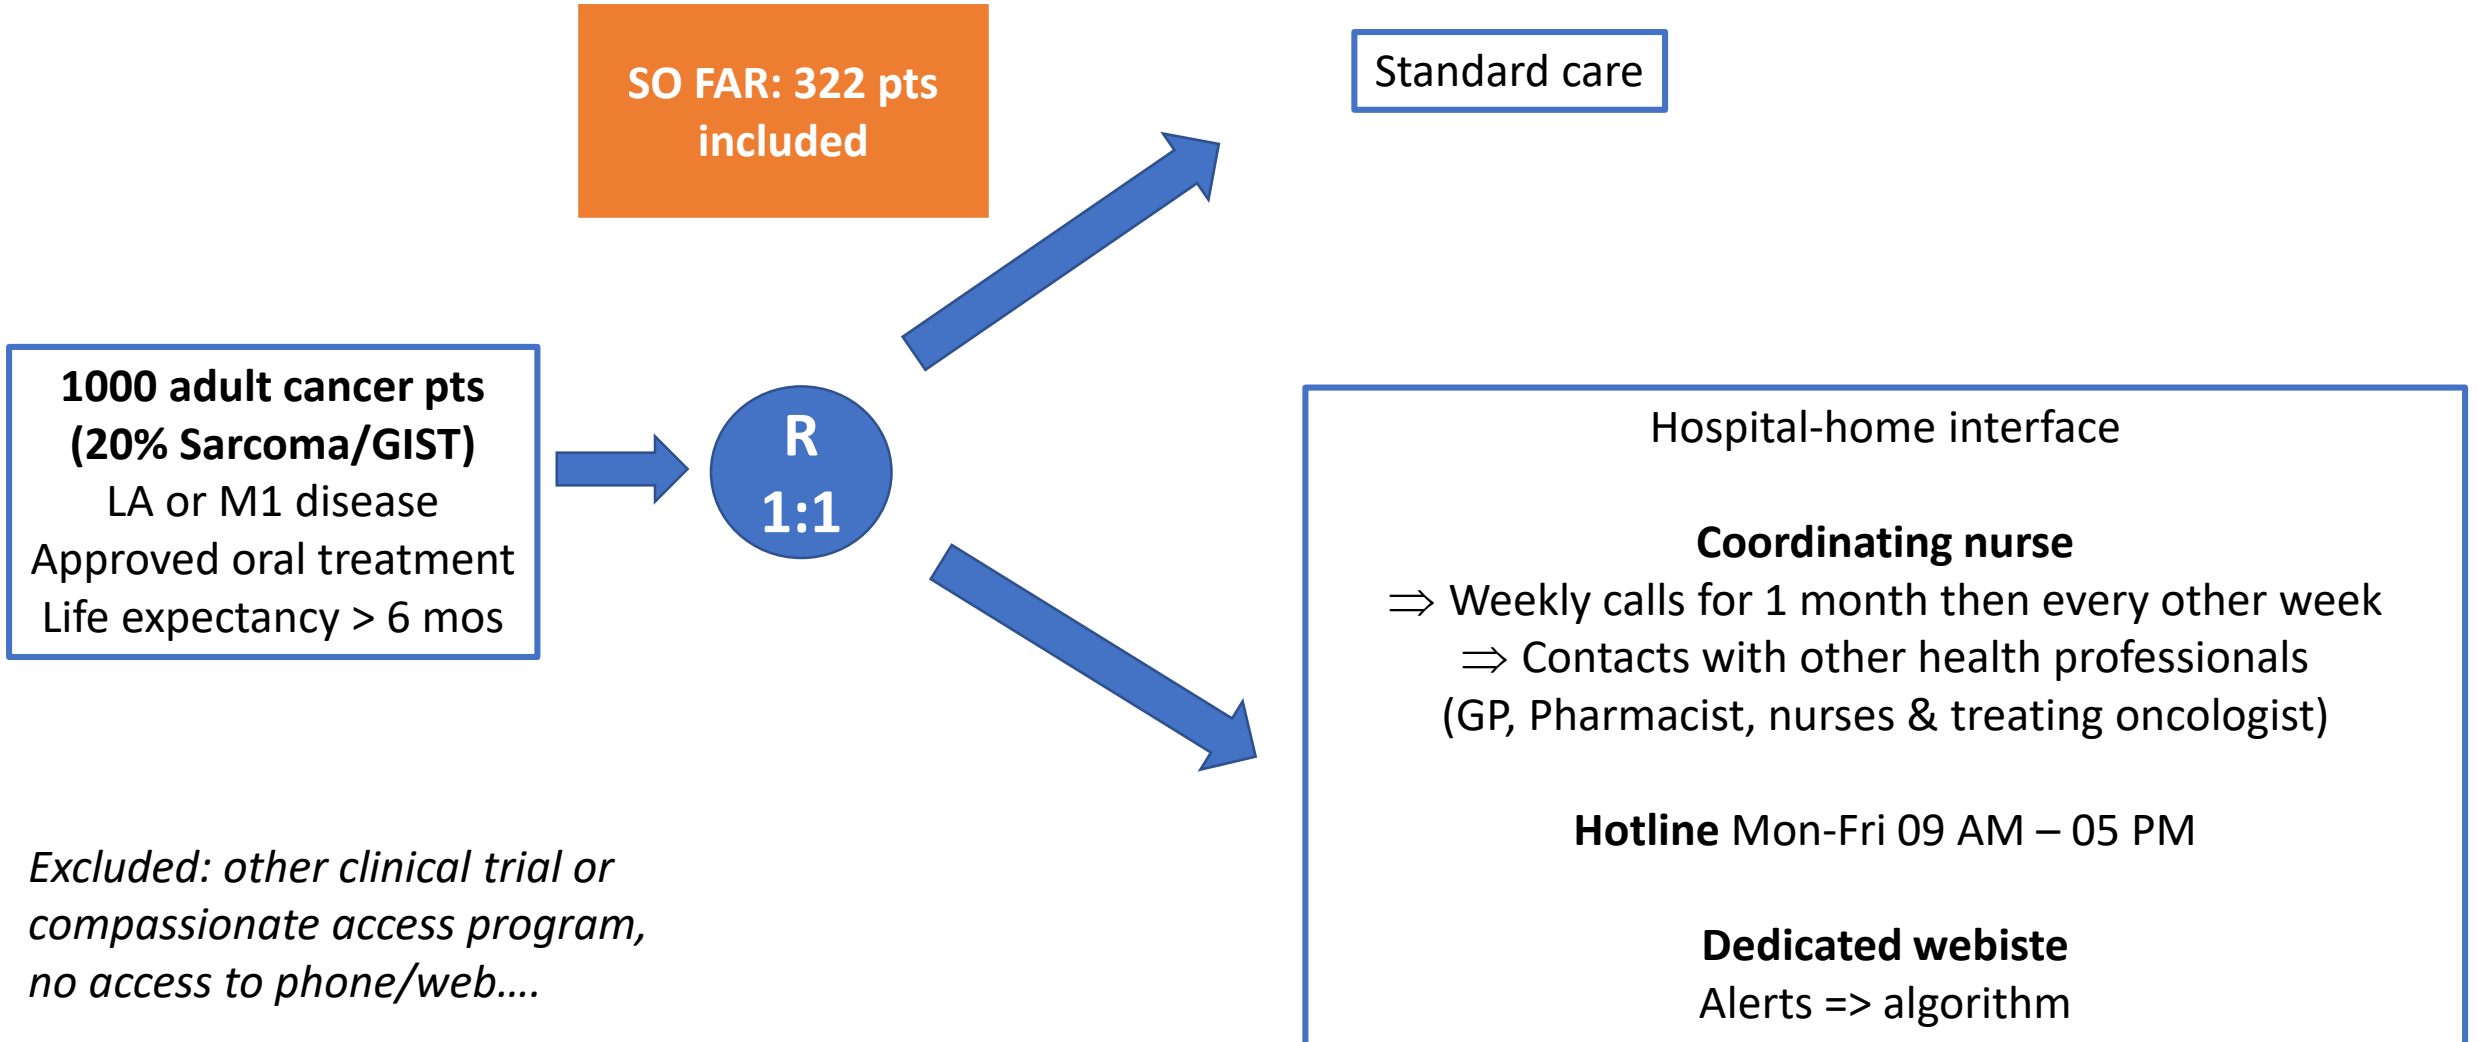 SO FAR: 322 pts
included
Standard care
1000 adult cancer pts
(20% Sarcoma/GIST)
LA or M1 disease
Approved oral treatment
Life expectancy > 6 mos
R
1:1
Hospital-home interface
Coordinating nurse
⇒ Weekly calls for 1 month then every other week
⇒ Contacts with other health professionals
(GP, Pharmacist, nurses & treating oncologist)
Hotline Mon-Fri 09 AM – 05 PM
Dedicated webiste
Alerts => algorithm
Excluded: other clinical trial or
compassionate access program,
no access to phone/web....